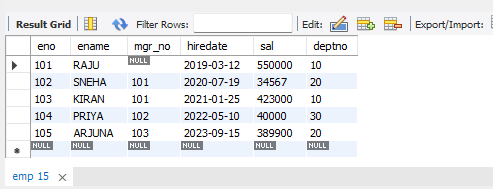 Result Grid Filter Rows: Edit: Export/Import:
eno ename mgr_no hiredate sal deptno
101 RAJU NULL 2019-03-12 550000 10
102 SNEHA 101 2020-07-19 34567 20
103 KIRAN 101 2021-01-25 423000 10
104 PRIYA 102 2022-05-10 40000 30
105 ARJUNA 103 2023-09-15 389900 20
NULL NULL NULL NULL NULL NULL
emp 15 ×